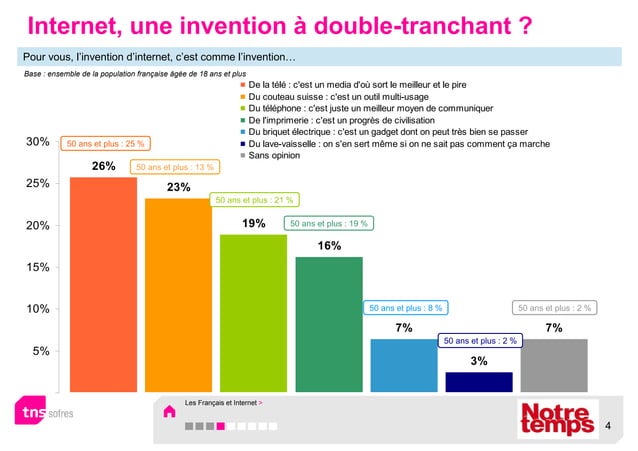 Internet, une invention à double-tranchant ?
Pour vous, l'invention d'internet, c'est comme l'invention…
Base : ensemble de la population française âgée de 18 ans et plus
De la télé : c'est un media d'où sort le meilleur et le pire
Du couteau suisse : c'est un outil multi-usage
Du téléphone : c'est juste un meilleur moyen de communiquer
De l'imprimerie : c'est un progrès de civilisation
Du briquet électrique : c'est un gadget dont on peut très bien se passer
Du lave-vaisselle : on s'en sert même si on ne sait pas comment ça marche
Sans opinion
30%
25%
20%
15%
10%
5%
50 ans et plus : 25 %
26%
50 ans et plus : 13 %
23%
50 ans et plus : 21 %
19%
50 ans et plus : 19 %
16%
50 ans et plus : 8 %
7%
50 ans et plus : 2 %
3%
50 ans et plus : 2 %
7%
tns sofres
Les Français et Internet >
Notre
temps
4